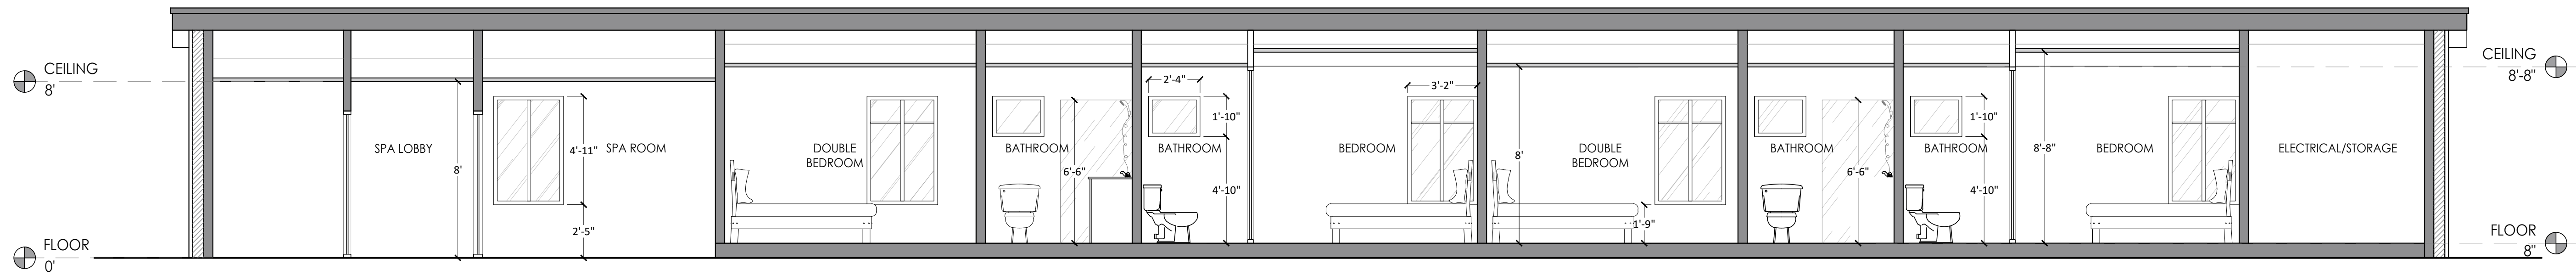 CEILING
8'
FLOOR
0'
SPA LOBBY
8'
4'-11"
2'-5"
SPA ROOM
DOUBLE
BEDROOM
BATHROOM
6'-6"
2'-4"
1'-10"
BATHROOM
4'-10"
BEDROOM
3'-2"
8'
DOUBLE
BEDROOM
1'-9"
BATHROOM
6'-6"
BATHROOM
1'-10"
4'-10"
8'-8"
BEDROOM
ELECTRICAL/STORAGE
CEILING
8'-8"
FLOOR
8"